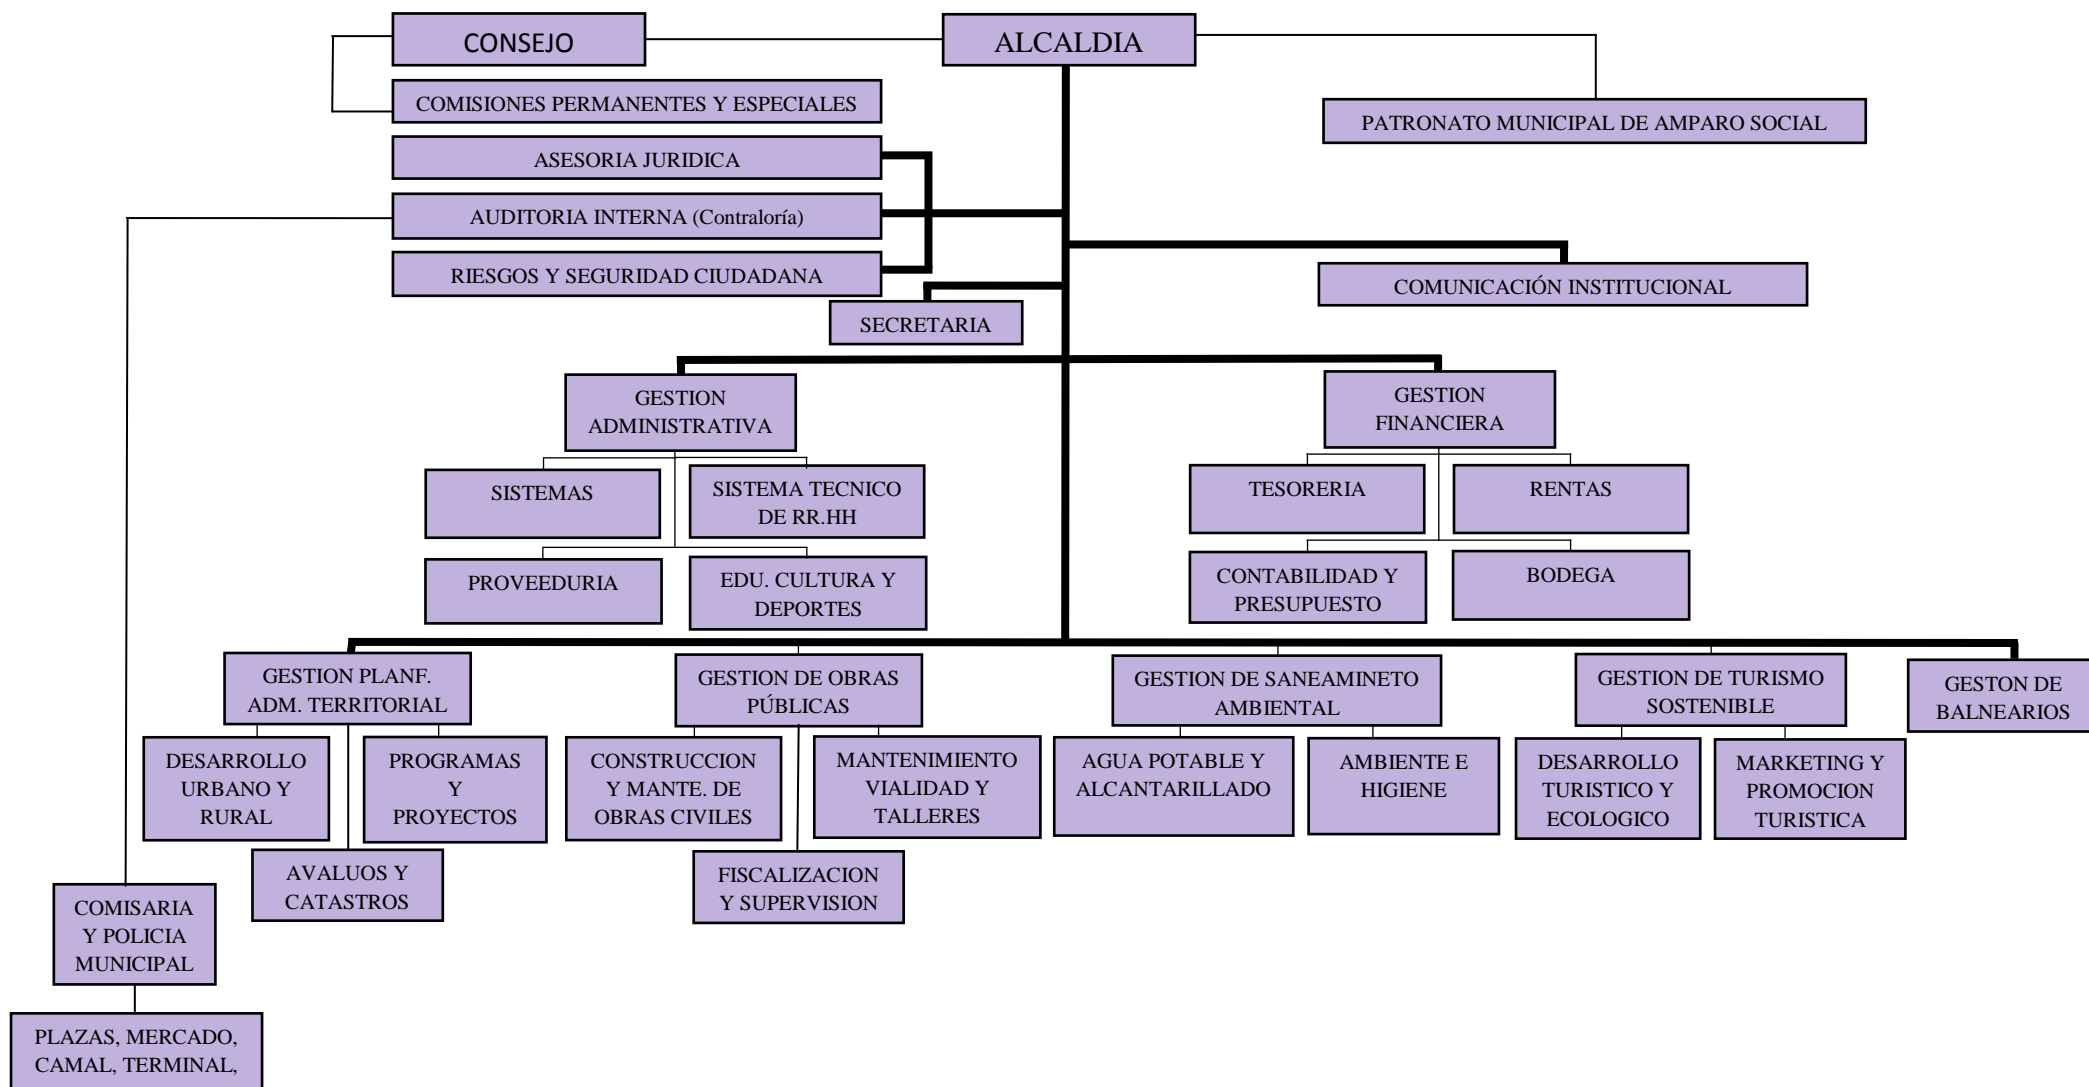 CONSEJO
ALCALDIA
COMISIONES PERMANENTES Y ESPECIALES
PATRONATO MUNICIPAL DE AMPARO SOCIAL
ASESORIA JURIDICA
AUDITORIA INTERNA (Contraloría)
RIESGOS Y SEGURIDAD CIUDADANA
COMUNICACIÓN INSTITUCIONAL
SECRETARIA
GESTION
ADMINISTRATIVA
GESTION
FINANCIERA
SISTEMAS
SISTEMA TECNICO
DE RR.HH
TESORERIA
RENTAS
PROVEEDURIA
EDU. CULTURA Y
DEPORTES
CONTABILIDAD Y
PRESUPUESTO
BODEGA
GESTION PLANF.
ADM. TERRITORIAL
GESTION DE OBRAS
PÚBLICAS
GESTION DE SANEAMINETO
AMBIENTAL
GESTION DE TURISMO
SOSTENIBLE
GESTON DE
BALNEARIOS
DESARROLLO
URBANO Y
RURAL
PROGRAMAS
Y
PROYECTOS
CONSTRUCCION
Y MANTE. DE
OBRAS CIVILES
MANTENIMIENTO
VIALIDAD Y
TALLERES
AGUA POTABLE Y
ALCANTARILLADO
AMBIENTE E
HIGIENE
DESARROLLO
TURISTICO Y
ECOLOGICO
MARKETING Y
PROMOCION
TURISTICA
AVALUOS Y
CATASTROS
FISCALIZACION
Y SUPERVISION
COMISARIA
Y POLICIA
MUNICIPAL
PLAZAS, MERCADO,
CAMAL, TERMINAL,